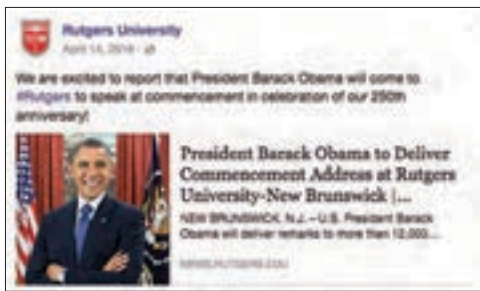 Rutgers University
April 14, 2016
We are excited to report that President Barack Obama will come to
#Rutgers to speak at commencement in celebration of our 250th
anniversary!
President Barack Obama to Deliver
Commencement Address at Rutgers
University-New Brunswick |...
NEW BRUNSWICK, N.J. – U.S. President Barack
Obama will deliver remarks to more than 12,000...
NEWS.RUTGERS.EDU